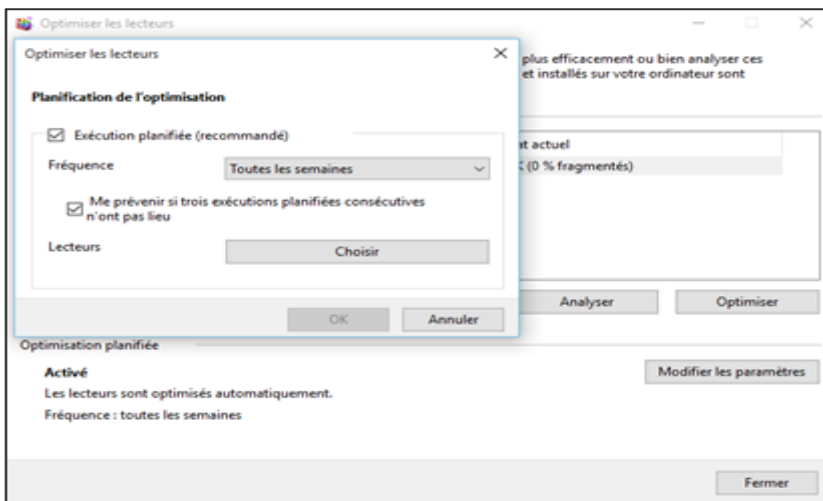 Optimiser les lecteurs
Optimiser les lecteurs
plus efficacement ou bien analyser ces
et installés sur votre ordinateur sont
Planification de l'optimisation
Exécution planifiée (recommandé)
Fréquence
Toutes les semaines
Me prévenir si trois exécutions planifiées consécutives
n'ont pas lieu
Lecteurs
Choisir
OK
Annuler
actuel
(0 % fragmentés)
Analyser
Optimiser
Optimisation planifiée
Activé
Modifier les paramètres
Les lecteurs sont optimisés automatiquement.
Fréquence : toutes les semaines
Fermer